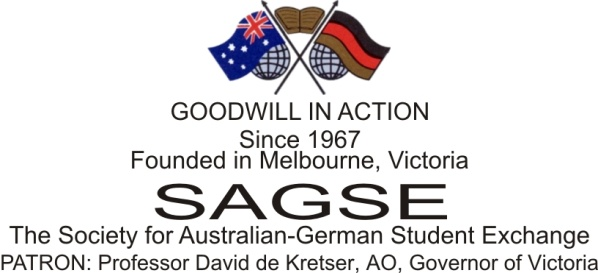 GOODWILL IN ACTION
Since 1967
Founded in Melbourne, Victoria
SAGSE
The Society for Australian-German Student Exchange
PATRON: Professor David de Kretser, AO, Governor of Victoria